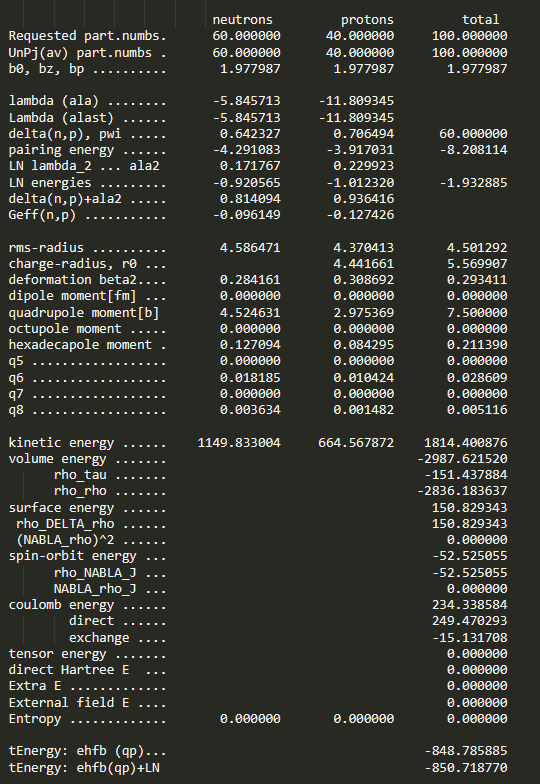 neutrons protons total
Requested part.numbs. 60.000000 40.000000 100.000000
UnPj(av) part.numbs . 60.000000 40.000000 100.000000
b0, bz, bp .......... 1.977987 1.977987 1.977987
lambda (ala) ........ -5.845713 -11.809345
Lambda (alast) ...... -5.845713 -11.809345
delta(n,p), pwi ..... 0.642327 0.706494 60.000000
pairing energy ...... -4.291083 -3.917031 -8.208114
LN lambda_2 ... ala2 0.171767 0.229923
LN energies ......... -0.920565 -1.012320 -1.932885
delta(n,p)+ala2 ..... 0.814094 0.936416
Geff(n,p) ........... -0.096149 -0.127426
rms-radius .......... 4.586471 4.370413 4.501292
charge-radius, r0 ... 4.441661 5.569907
deformation beta2.... 0.284161 0.308692 0.293411
dipole moment[fm] ... 0.000000 0.000000 0.000000
quadrupole moment[b] 4.524631 2.975369 7.500000
octupole moment ..... 0.000000 0.000000 0.000000
hexadecapole moment . 0.127094 0.084295 0.211390
q5 .................. 0.000000 0.000000 0.000000
q6 .................. 0.018185 0.010424 0.028609
q7 .................. 0.000000 0.000000 0.000000
q8 .................. 0.003634 0.001482 0.005116
kinetic energy ...... 1149.833004 664.567872 1814.400876
volume energy ....... -2987.621520
rho_tau ....... -151.437884
rho_rho ....... -2836.183637
surface energy ...... 150.829343
rho_DELTA_rho ...... 150.829343
(NABLA_rho)^2 ...... 0.000000
spin-orbit energy ... -52.525055
rho_NABLA_J ... -52.525055
NABLA_rho_J ... 0.000000
coulomb energy ...... 234.338584
direct ...... 249.470293
exchange .... -15.131708
tensor energy ....... 0.000000
direct Hartree E ... 0.000000
Extra E ............. 0.000000
External field E .... 0.000000
Entropy ............. 0.000000 0.000000 0.000000
tEnergy: ehfb (qp)... -848.785885
tEnergy: ehfb(qp)+LN -850.718770